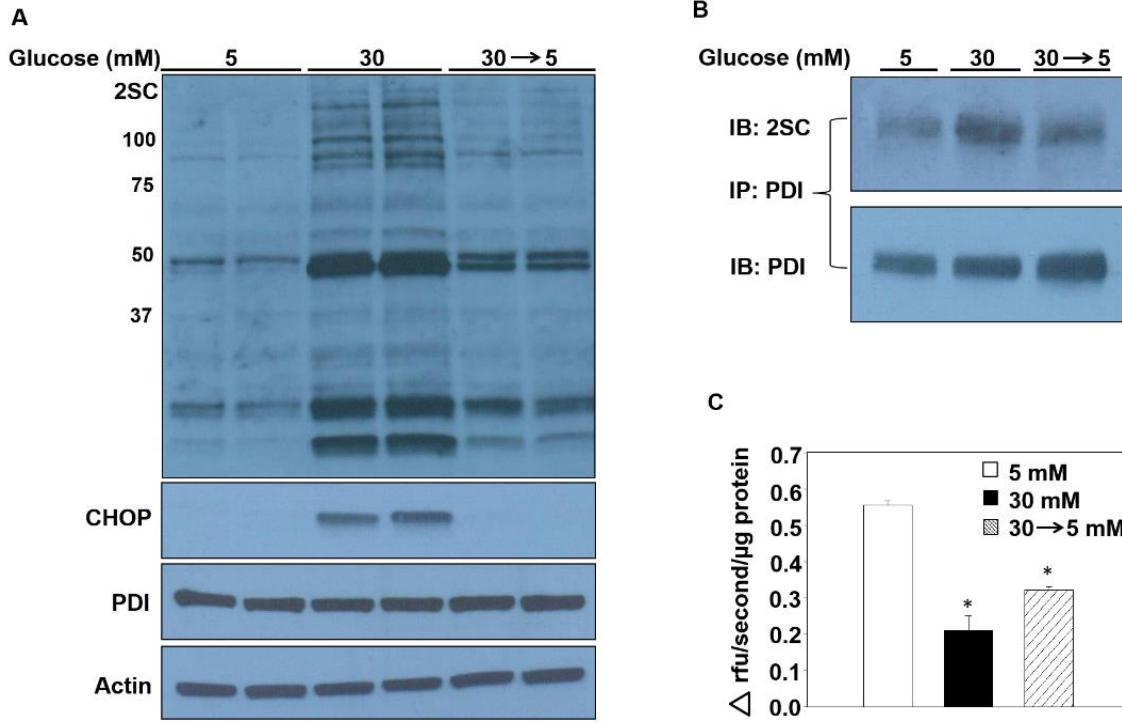 A
Glucose (mM) 5 30 30→5
2SC
100
75
50
37
CHOP
PDI
Actin
B
Glucose (mM) 5 30 30→5
IB: 2SC
IP: PDI
IB: PDI
C
△ rfu/second/µg protein
0.7
0.6
0.5
0.4
0.3
0.2
0.1
0.0
5 mM
30 mM
30→5 mM
*
*